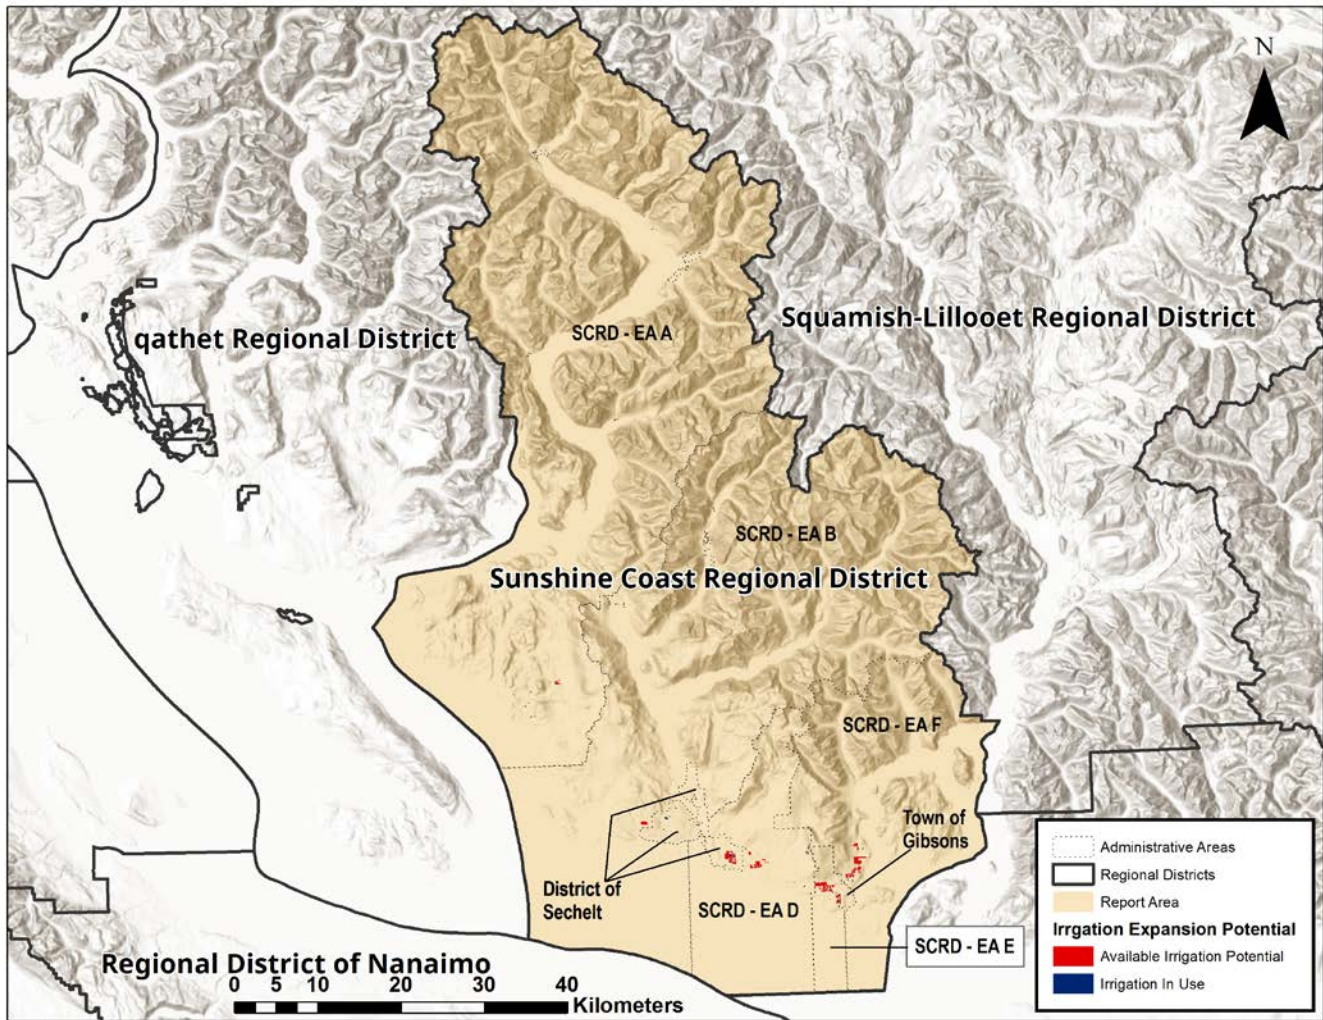 N
qathet Regional District
Squamish-Lillooet Regional District
SCRD - EA A
SCRD - EA B
Sunshine Coast Regional District
SCRD - EA F
Town of
Gibsons
District of
Sechelt
SCRD - EA D
SCRD - EA E
Regional District of Nanaimo
0 5 10 20 30 40
Kilometers
Administrative Areas
Regional Districts
Report Area
Irrgation Expansion Potential
Available Irrigation Potential
Irrigation In Use